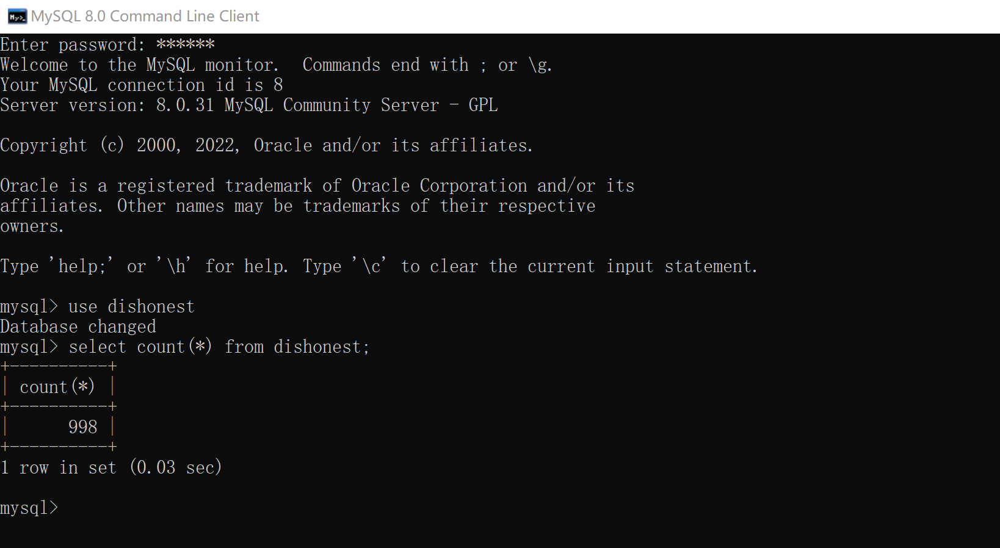 MySQL 8.0 Command Line Client
Enter password: ******
Welcome to the MySQL monitor.  Commands end with ; or \g.
Your MySQL connection id is 8
Server version: 8.0.31 MySQL Community Server - GPL
Copyright (c) 2000, 2022, Oracle and/or its affiliates.
Oracle is a registered trademark of Oracle Corporation and/or its
affiliates. Other names may be trademarks of their respective
owners.
Type 'help;' or '\h' for help. Type '\c' to clear the current input statement.
mysql> use dishonest
Database changed
mysql> select count(*) from dishonest;
+----------+
| count(*) |
+----------+
|      998 |
+----------+
1 row in set (0.03 sec)
mysql>